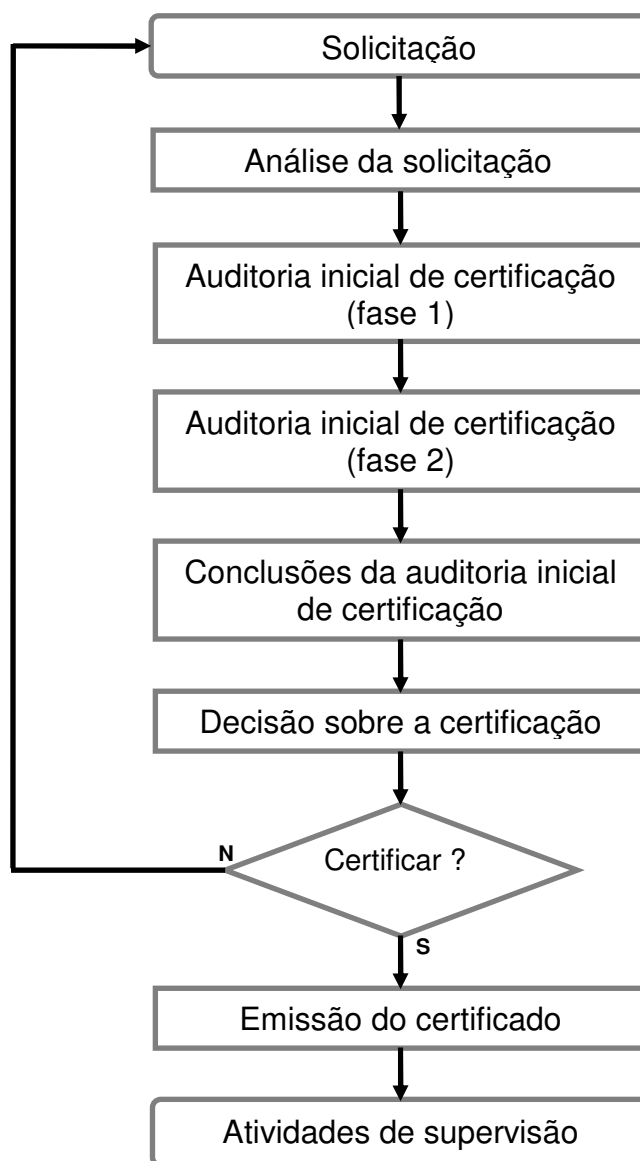 Solicitação
Análise da solicitação
Auditoria inicial de certificação
(fase 1)
Auditoria inicial de certificação
(fase 2)
Conclusões da auditoria inicial
de certificação
Decisão sobre a certificação
N
Certificar ?
S
Emissão do certificado
Atividades de supervisão